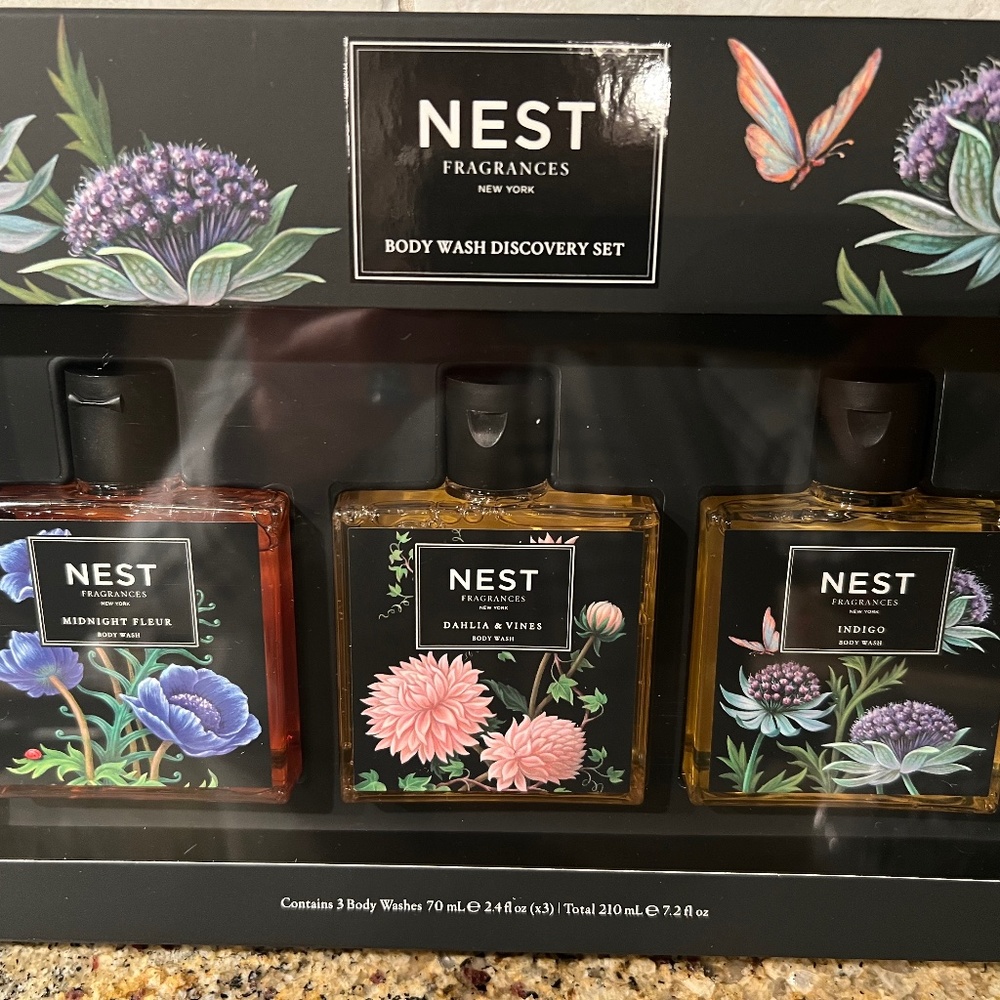 NEST
FRAGRANCES
NEW YORK
BODY WASH DISCOVERY SET
NEST
FRAGRANCES
NEW YORK
MIDNIGHT FLEUR
BODY WASH
NEST
FRAGRANCES
NEW YORK
DAHLIA & VINES
BODY WASH
NEST
FRAGRANCES
NEW YORK
INDIGO
BODY WASH
Contains 3 Body Washes 70 mL ℮ 2.4 fl oz (x3) | Total 210 mL ℮ 7.2 fl oz